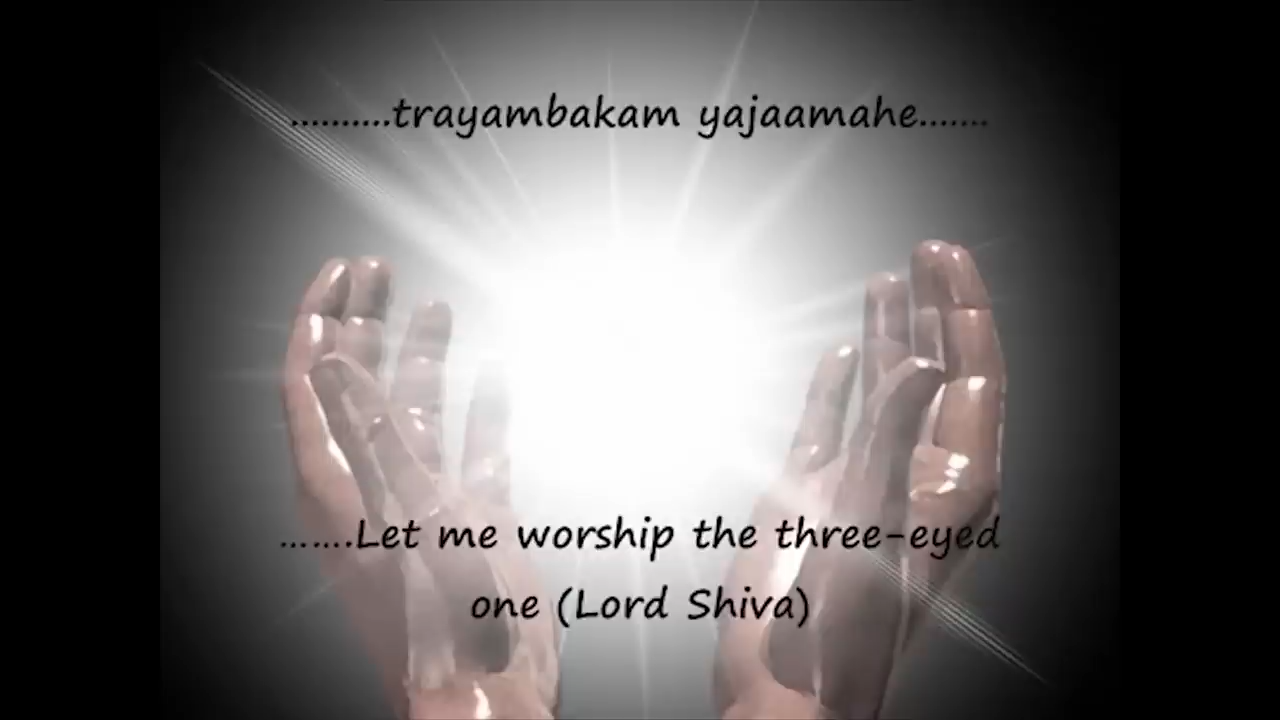 ..........trayambakam yajaamahe.......
.......Let me worship the three-eyed
one (Lord Shiva)